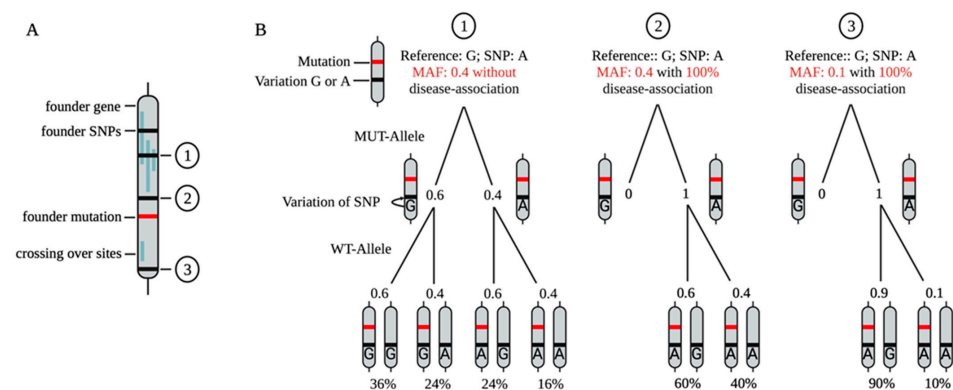 A
founder gene
founder SNPs
1
2
founder mutation
crossing over sites
3
B
Mutation
Variation G or A
1
Reference: G; SNP: A
MAF: 0.4 without
disease-association
2
Reference:: G; SNP: A
MAF: 0.4 with 100%
disease-association
3
Reference:: G; SNP: A
MAF: 0.1 with 100%
disease-association
MUT-Allele
Variation of SNP
G 0.6 0.4 A
G 0 1 A
G 0 1 A
WT-Allele
0.6 0.4 0.6 0.4
0.6 0.4
0.9 0.1
G G G A A G A A
A G A A
A G A A
36% 24% 24% 16%
60% 40%
90% 10%